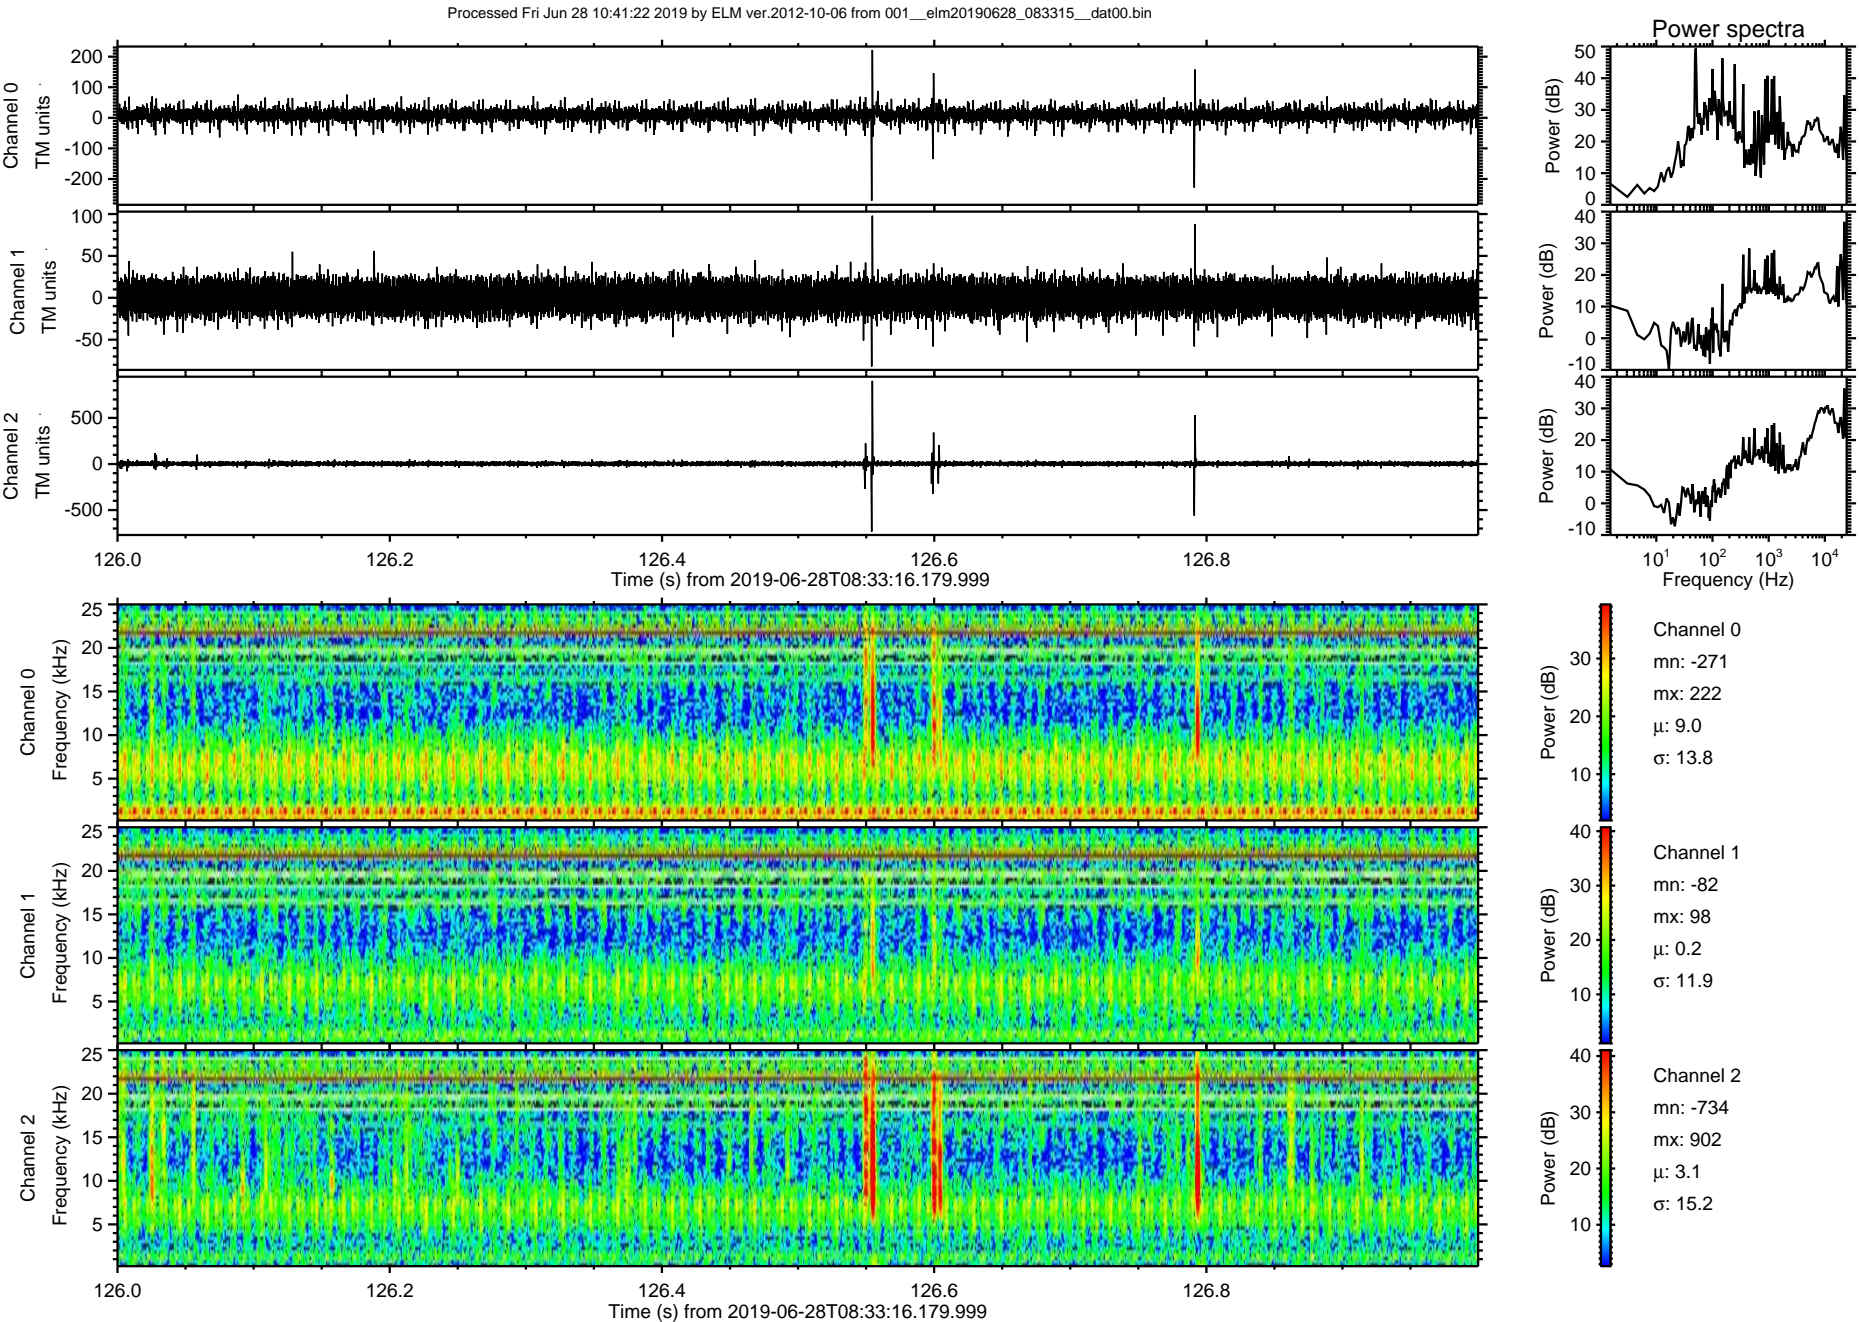 Processed Fri Jun 28 10:41:22 2019 by ELM ver.2012-10-06 from 001__elm20190628_083315__dat00.bin
Power spectra
Channel 0
TM units
200
100
0
-100
-200
Power (dB)
50
40
30
20
10
0
Channel 1
TM units
100
50
0
-50
Power (dB)
40
30
20
10
0
-10
Channel 2
TM units
500
0
-500
Power (dB)
40
30
20
10
0
-10
126.0 126.2 126.4 126.6 126.8
Time (s) from 2019-06-28T08:33:16.179.999
10^1 10^2 10^3 10^4
Frequency (Hz)
Channel 0
Frequency (kHz)
25
20
15
10
5
Power (dB)
30
20
10
Channel 0
mn: -271
mx: 222
μ: 9.0
σ: 13.8
Channel 1
Frequency (kHz)
25
20
15
10
5
Power (dB)
40
30
20
10
Channel 1
mn: -82
mx: 98
μ: 0.2
σ: 11.9
Channel 2
Frequency (kHz)
25
20
15
10
5
Power (dB)
40
30
20
10
Channel 2
mn: -734
mx: 902
μ: 3.1
σ: 15.2
126.0 126.2 126.4 126.6 126.8
Time (s) from 2019-06-28T08:33:16.179.999